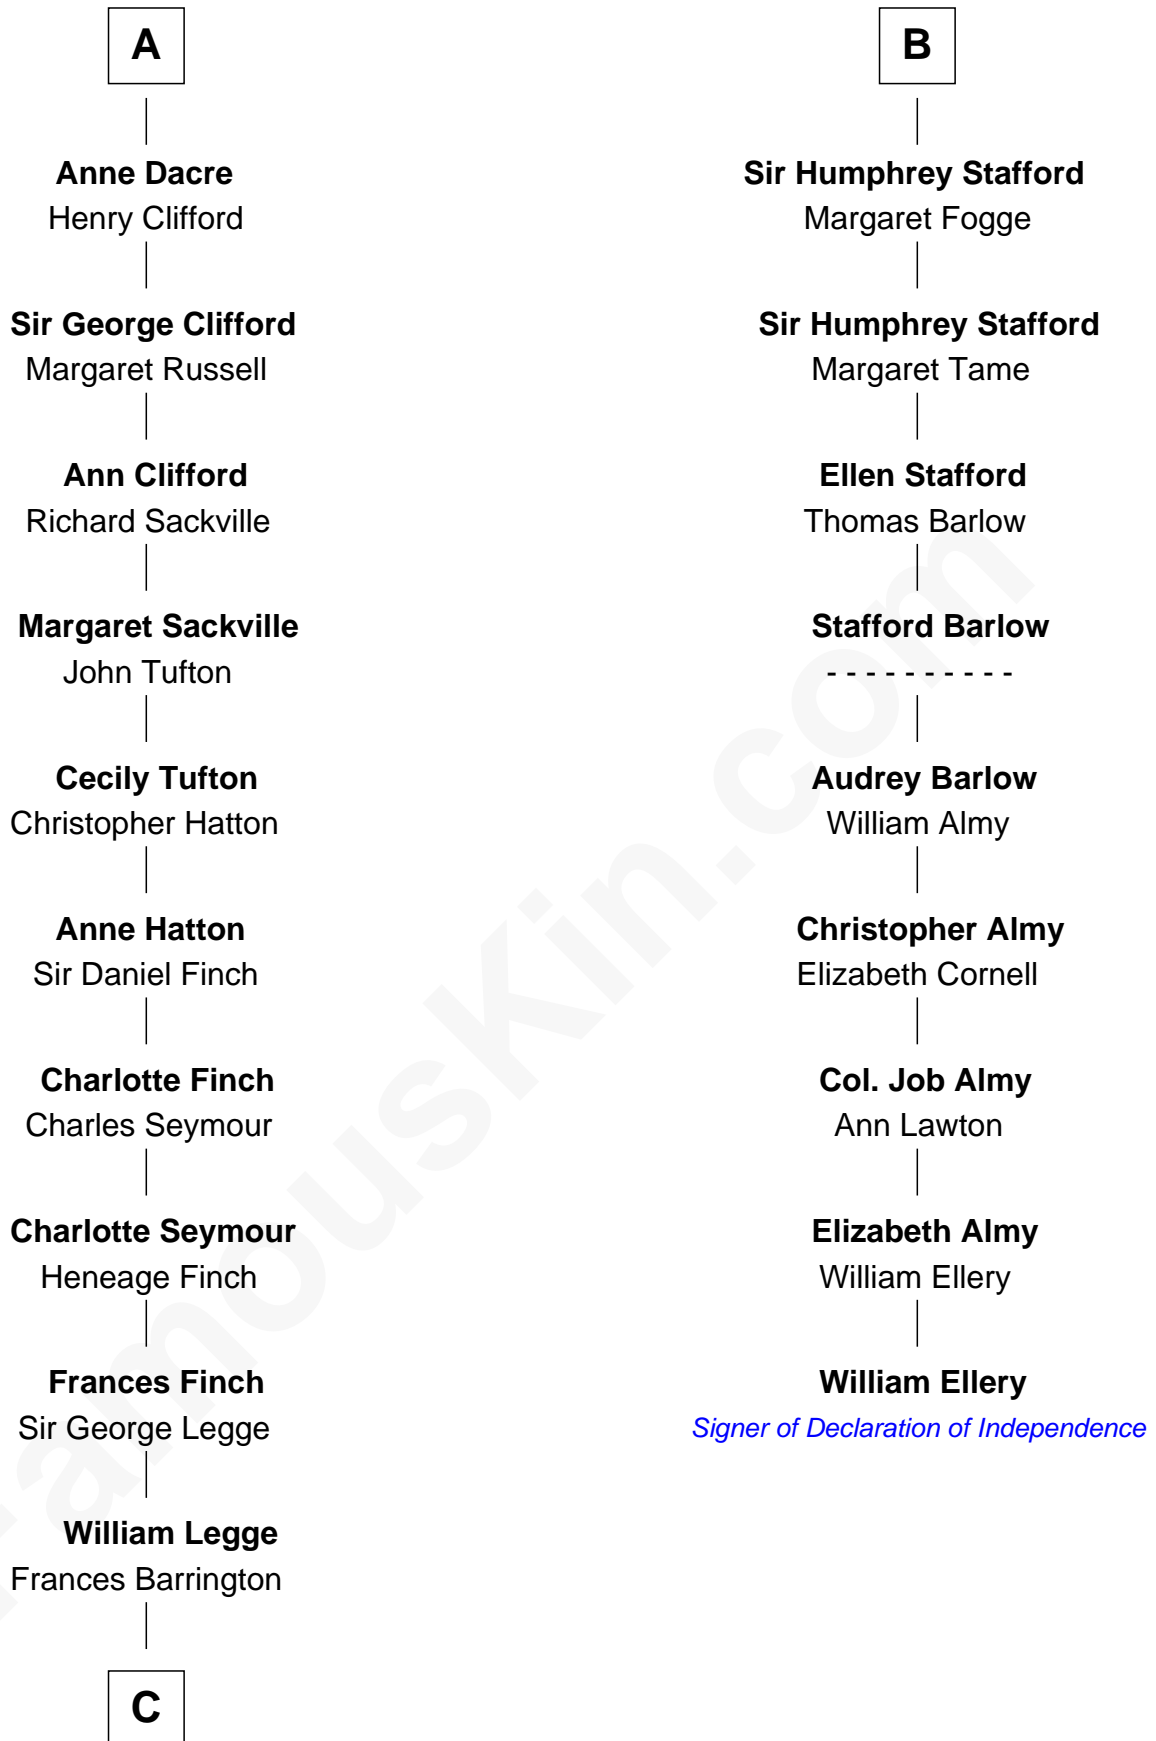 A
Anne Dacre
Henry Clifford
Sir George Clifford
Margaret Russell
Ann Clifford
Richard Sackville
Margaret Sackville
John Tufton
Cecily Tufton
Christopher Hatton
Anne Hatton
Sir Daniel Finch
Charlotte Finch
Charles Seymour
Charlotte Seymour
Heneage Finch
Frances Finch
Sir George Legge
William Legge
Frances Barrington
C
B
Sir Humphrey Stafford
Margaret Fogge
Sir Humphrey Stafford
Margaret Tame
Ellen Stafford
Thomas Barlow
Stafford Barlow
- - - - - - - - - -
Audrey Barlow
William Almy
Christopher Almy
Elizabeth Cornell
Col. Job Almy
Ann Lawton
Elizabeth Almy
William Ellery
William Ellery
Signer of Declaration of Independence
FamousKin.com